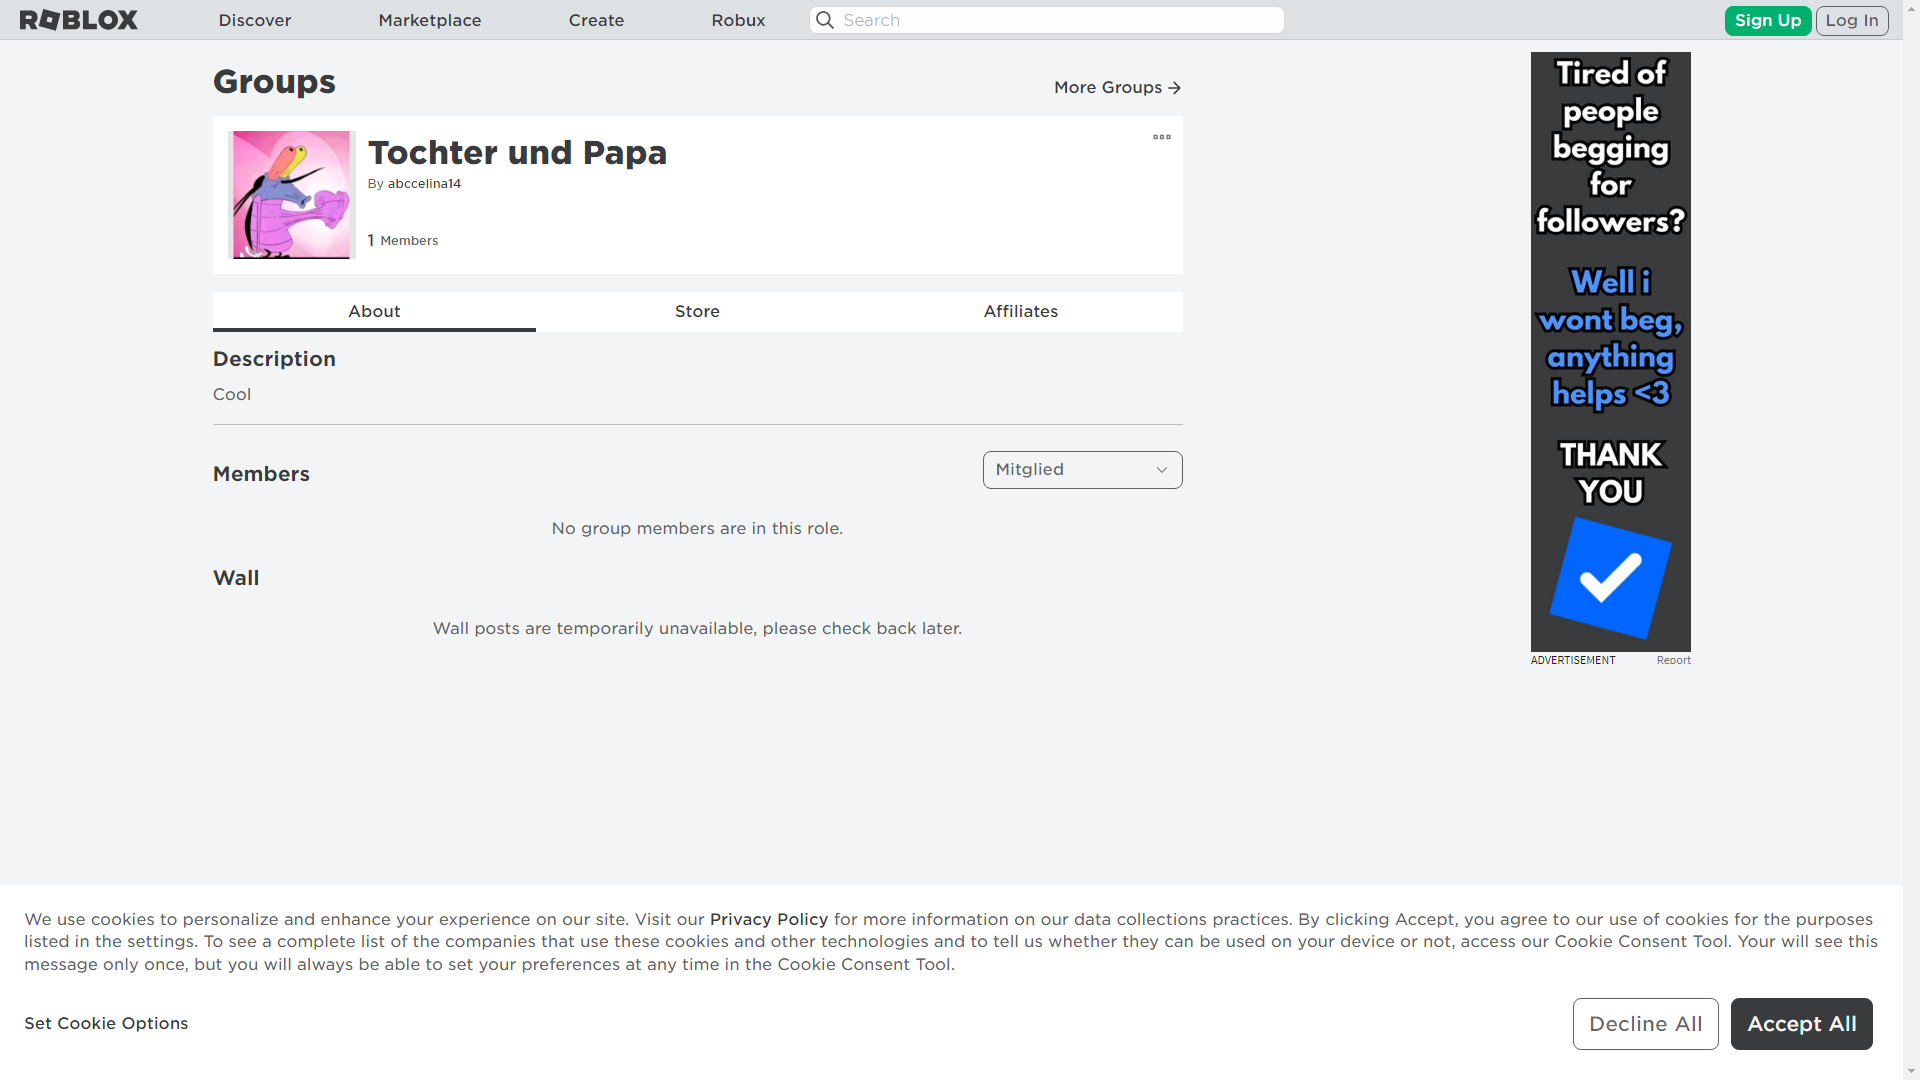 ROBLOX
Discover
Marketplace
Create
Robux
Search
Sign Up
Log In
Groups
More Groups
Tochter und Papa
By abccelina14
1 Members
About
Store
Affiliates
Description
Cool
Members
Mitglied
No group members are in this role.
Wall
Wall posts are temporarily unavailable, please check back later.
Tired of
people
begging
for
followers?
Well i
wont beg,
anything
helps <3
THANK
YOU
ADVERTISEMENT
Report
We use cookies to personalize and enhance your experience on our site. Visit our Privacy Policy for more information on our data collections practices. By clicking Accept, you agree to our use of cookies for the purposes
listed in the settings. To see a complete list of the companies that use these cookies and other technologies and to tell us whether they can be used on your device or not, access our Cookie Consent Tool. Your will see this
message only once, but you will always be able to set your preferences at any time in the Cookie Consent Tool.
Set Cookie Options
Decline All
Accept All